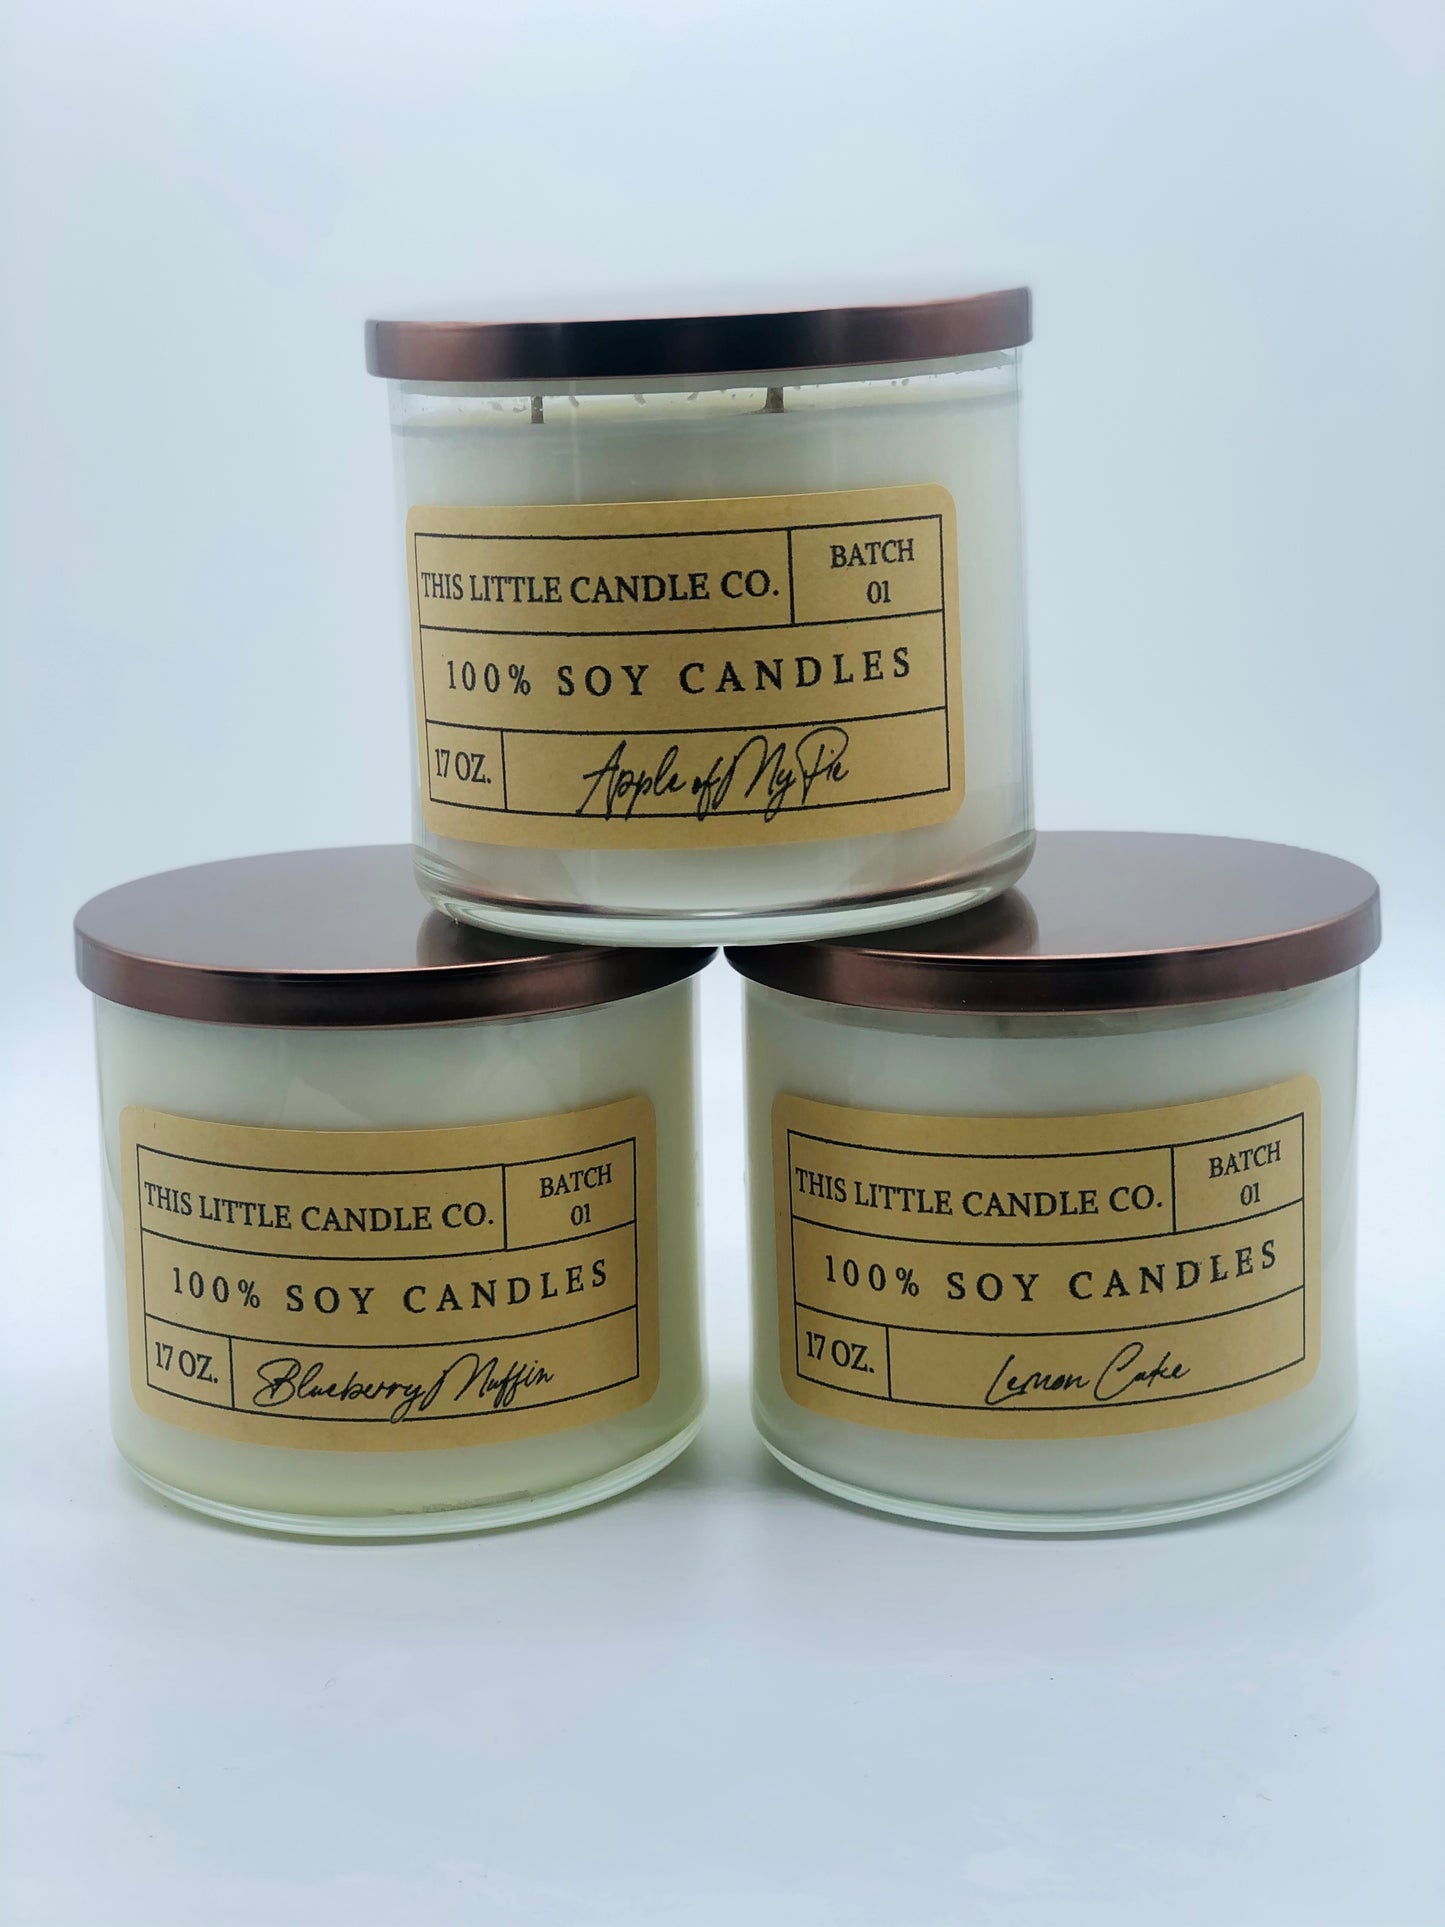 THIS LITTLE CANDLE CO.
BATCH
01
100% SOY CANDLES
17 OZ.
Apple of My Pie
THIS LITTLE CANDLE CO.
BATCH
01
100% SOY CANDLES
17 OZ.
Blueberry Muffin
THIS LITTLE CANDLE CO.
BATCH
01
100% SOY CANDLES
17 OZ.
Lemon Cake